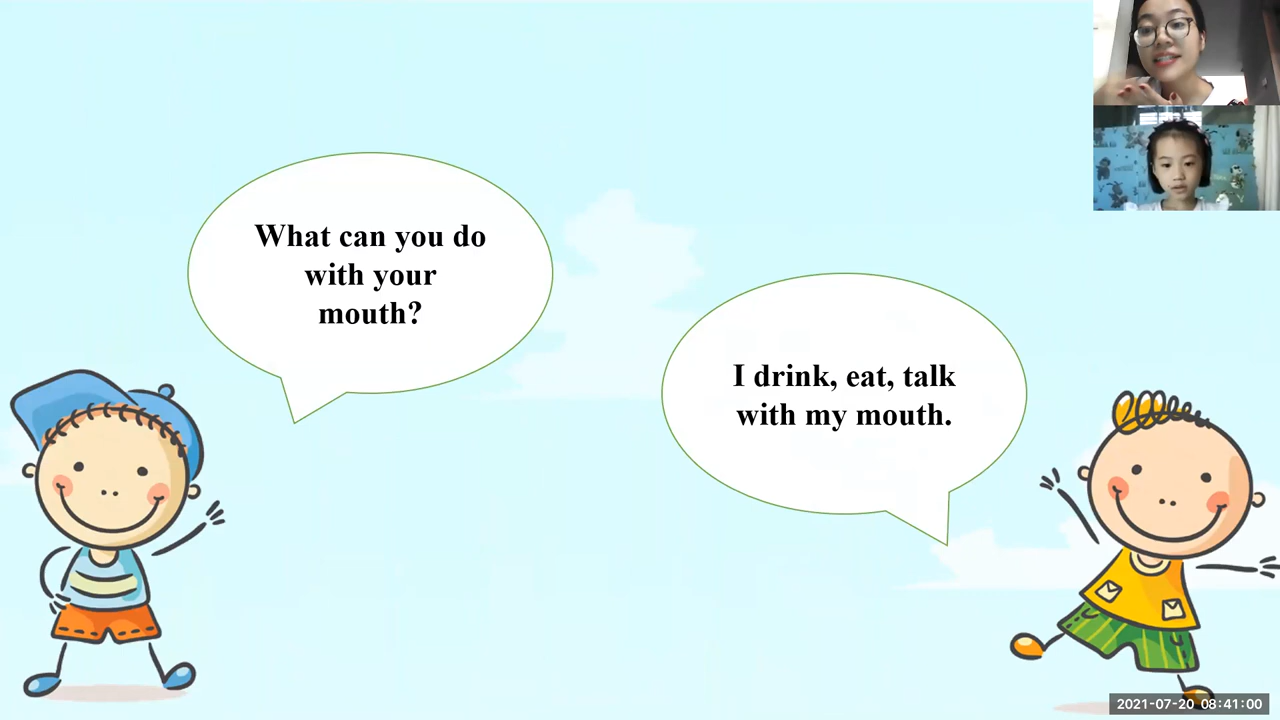 What can you do
with your
mouth?
I drink, eat, talk
with my mouth.
2021-07-20 08:41:00